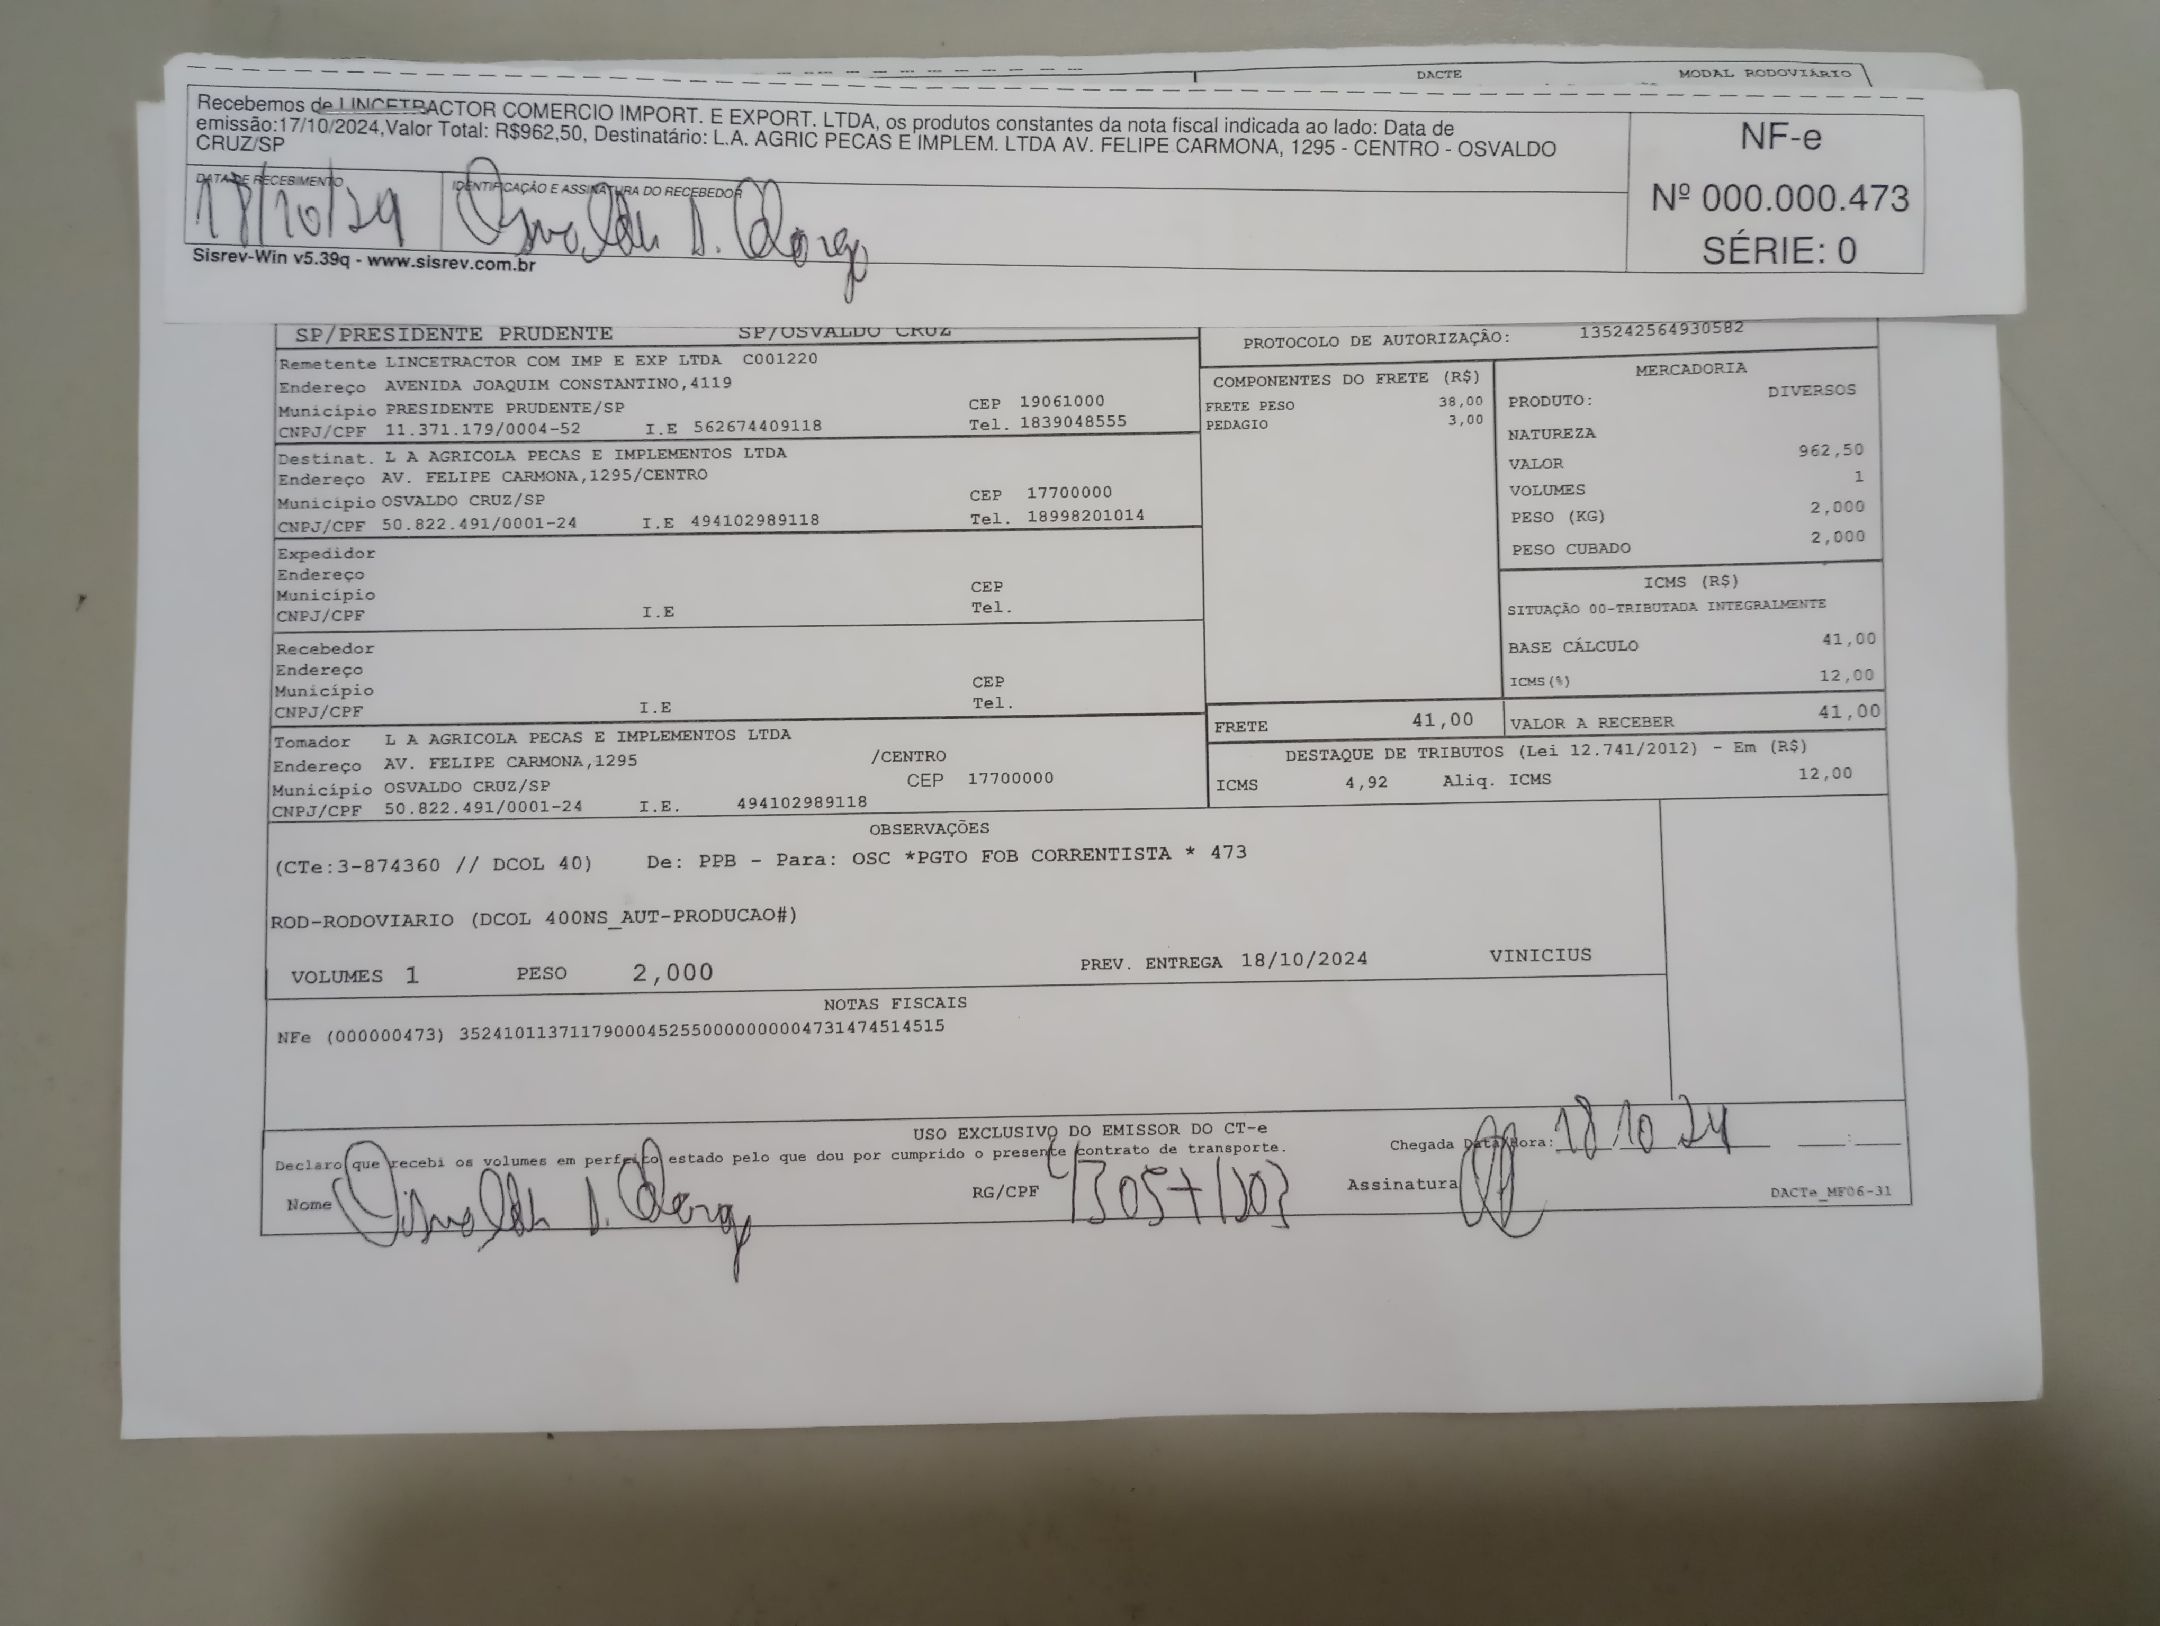 DACTE MODAL RODOVIÁRIO
Recebemos de LINCETRACTOR COMERCIO IMPORT. E EXPORT. LTDA, os produtos constantes da nota fiscal indicada ao lado: Data de
emissão:17/10/2024,Valor Total: R$962,50, Destinatário: L.A. AGRIC PECAS E IMPLEM. LTDA AV. FELIPE CARMONA, 1295 - CENTRO - OSVALDO
CRUZ/SP
NF-e
Nº 000.000.473
SÉRIE: 0
DATA DE RECEBIMENTO IDENTIFICAÇÃO E ASSINATURA DO RECEBEDOR
18/10/24
Sisrev-Win v5.39q - www.sisrev.com.br
SP/PRESIDENTE PRUDENTE SP/OSVALDO CRUZ
PROTOCOLO DE AUTORIZAÇÃO: 135242564930582
Remetente LINCETRACTOR COM IMP E EXP LTDA C001220
Endereço AVENIDA JOAQUIM CONSTANTINO,4119
Município PRESIDENTE PRUDENTE/SP CEP 19061000
CNPJ/CPF 11.371.179/0004-52 I.E 562674409118 Tel. 1839048555
Destinat. L A AGRICOLA PECAS E IMPLEMENTOS LTDA
Endereço AV. FELIPE CARMONA,1295/CENTRO
Município OSVALDO CRUZ/SP CEP 17700000
CNPJ/CPF 50.822.491/0001-24 I.E 494102989118 Tel. 18998201014
Expedidor
Endereço
Município CEP
CNPJ/CPF I.E Tel.
Recebedor
Endereço
Município CEP
CNPJ/CPF I.E Tel.
Tomador L A AGRICOLA PECAS E IMPLEMENTOS LTDA
Endereço AV. FELIPE CARMONA,1295 /CENTRO
Município OSVALDO CRUZ/SP CEP 17700000
CNPJ/CPF 50.822.491/0001-24 I.E. 494102989118
COMPONENTES DO FRETE (R$)
FRETE PESO 38,00
PEDAGIO 3,00
MERCADORIA
PRODUTO: DIVERSOS
NATUREZA
VALOR 962,50
VOLUMES 1
PESO (KG) 2,000
PESO CUBADO 2,000
ICMS (R$)
SITUAÇÃO 00-TRIBUTADA INTEGRALMENTE
BASE CÁLCULO 41,00
ICMS(%) 12,00
FRETE 41,00 VALOR A RECEBER 41,00
DESTAQUE DE TRIBUTOS (Lei 12.741/2012) - Em (R$)
ICMS 4,92 Aliq. ICMS 12,00
OBSERVAÇÕES
(CTe:3-874360 // DCOL 40) De: PPB - Para: OSC *PGTO FOB CORRENTISTA * 473
ROD-RODOVIARIO (DCOL 400NS_AUT-PRODUCAO#)
VOLUMES 1 PESO 2,000 PREV. ENTREGA 18/10/2024 VINICIUS
NOTAS FISCAIS
NFe (000000473) 35241011371179000452550000000004731474514515
USO EXCLUSIVO DO EMISSOR DO CT-e
Declaro que recebi os volumes em perfeito estado pelo que dou por cumprido o presente contrato de transporte.
Chegada Data/Hora: 18 10 24 __:__
Nome RG/CPF Assinatura
DACTe_MF06-31